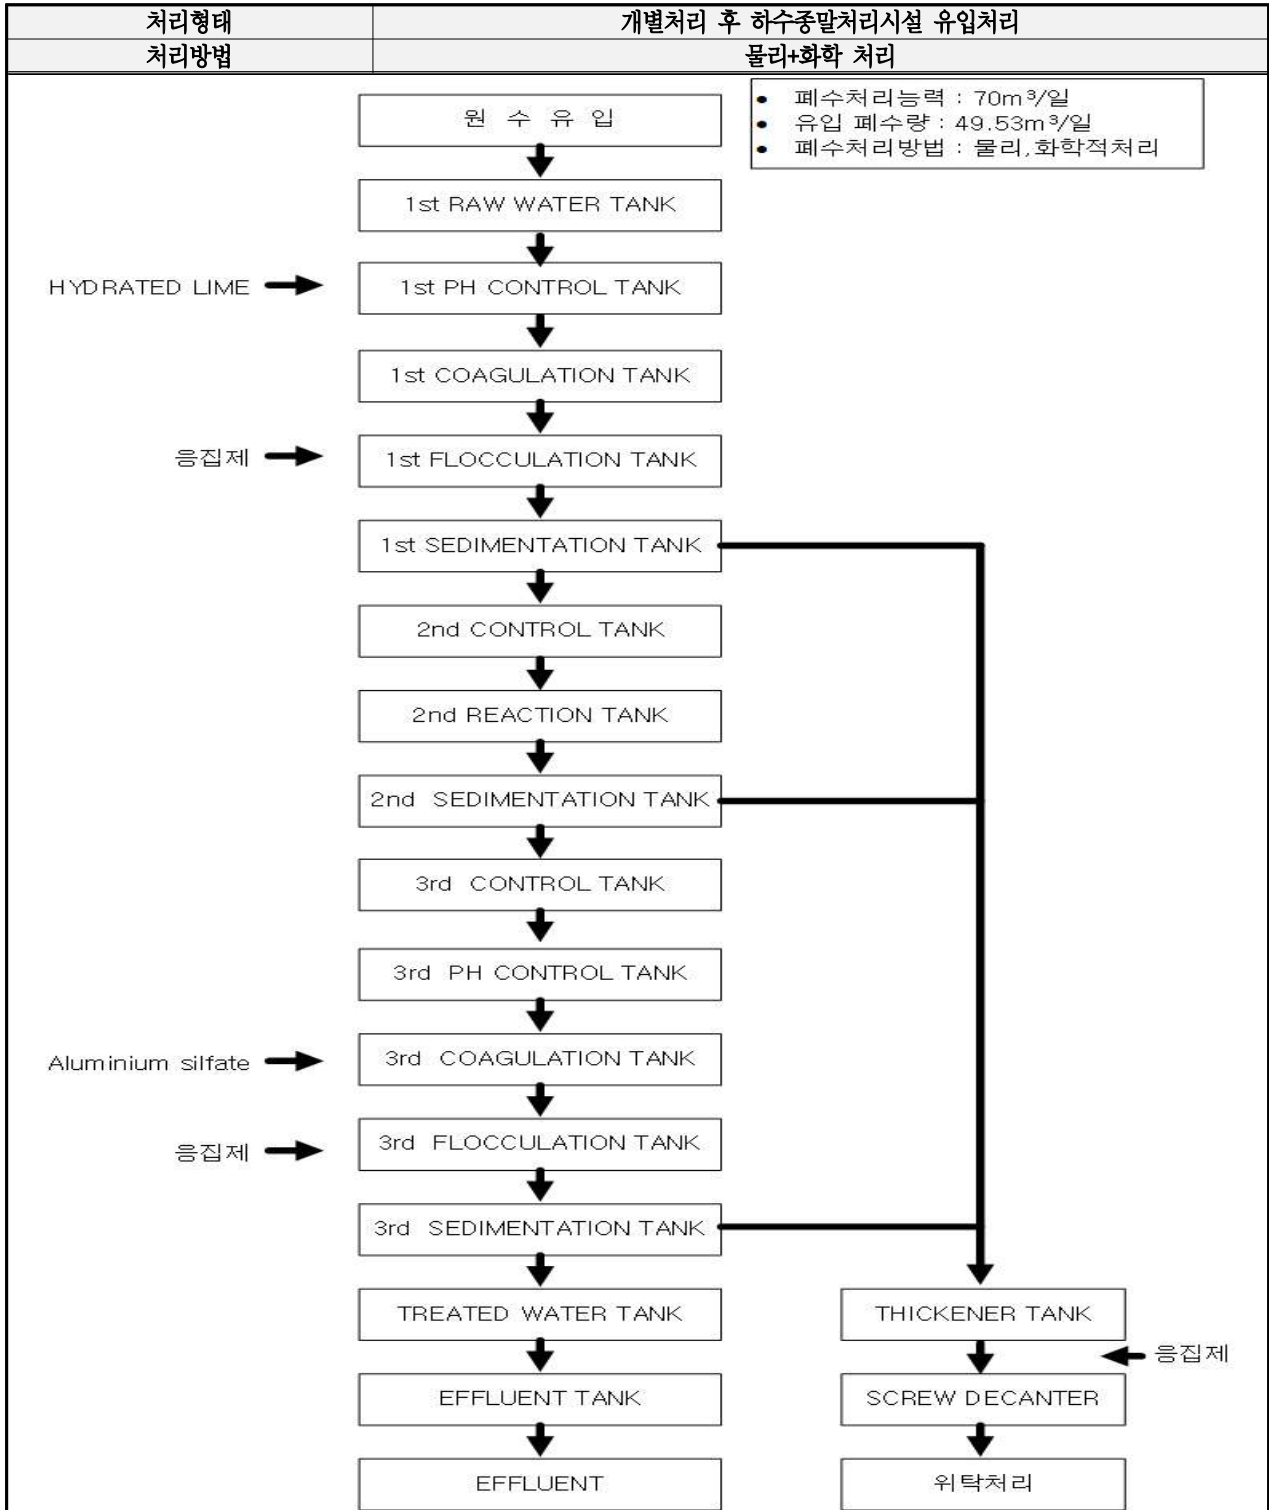 처리형태 개별처리 후 하수종말처리시설 유입처리
처리방법 물리+화학 처리
• 폐수처리능력 : 70m³/일
• 유입 폐수량 : 49.53m³/일
• 폐수처리방법 : 물리,화학적처리
원 수 유 입
1st RAW WATER TANK
HYDRATED LIME 1st PH CONTROL TANK
1st COAGULATION TANK
응집제 1st FLOCCULATION TANK
1st SEDIMENTATION TANK
2nd CONTROL TANK
2nd REACTION TANK
2nd SEDIMENTATION TANK
3rd CONTROL TANK
3rd PH CONTROL TANK
Aluminium silfate 3rd COAGULATION TANK
응집제 3rd FLOCCULATION TANK
3rd SEDIMENTATION TANK
TREATED WATER TANK THICKENER TANK
응집제
EFFLUENT TANK SCREW DECANTER
EFFLUENT 위탁처리